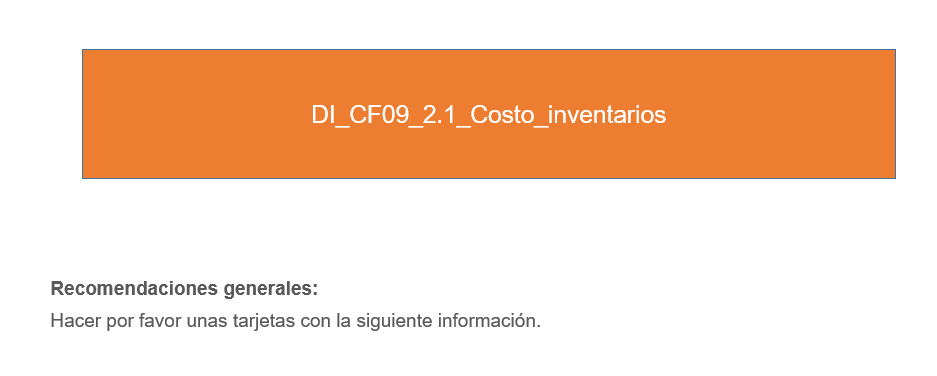 DI_CF09_2.1_Costo_inventarios
Recomendaciones generales:
Hacer por favor unas tarjetas con la siguiente información.